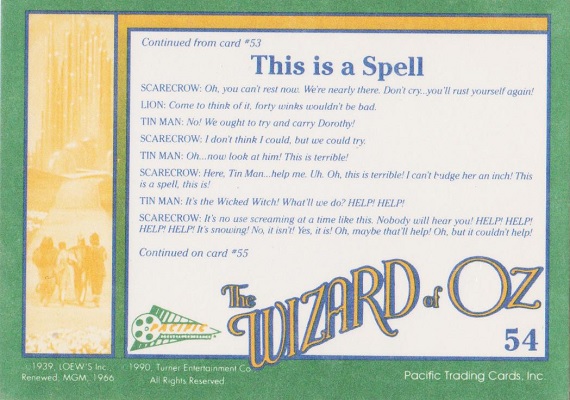 Continued from card #53
This is a Spell
SCARECROW: Oh, you can't rest now. We're nearly there. Don't cry...you'll rust yourself again!
LION: Come to think of it, forty winks wouldn't be bad.
TIN MAN: No! We ought to try and carry Dorothy!
SCARECROW: I don't think I could, but we could try.
TIN MAN: Oh...now look at him! This is terrible!
SCARECROW: Here, Tin Man...help me. Uh. Oh, this is terrible! I can't budge her an inch! This
is a spell, this is!
TIN MAN: It's the Wicked Witch! What'll we do? HELP! HELP!
SCARECROW: It's no use screaming at a time like this. Nobody will hear you! HELP! HELP!
HELP! HELP! It's snowing! No, it isn't! Yes, it is! Oh, maybe that'll help! Oh, but it couldn't help!
Continued on card #55
The WIZARD of OZ
PACIFIC
54
1939, LOEW'S Inc.
Renewed, MGM, 1966
1990, Turner Entertainment Co.
All Rights Reserved
Pacific Trading Cards, Inc.